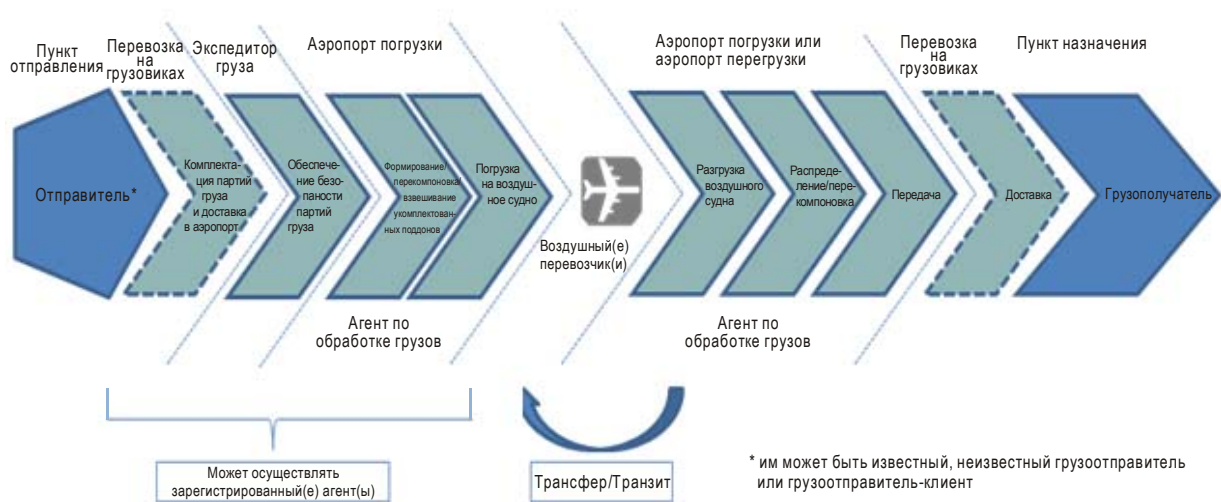 Пункт
отправления
Перевозка
на
грузовиках
Экспедитор
груза
Аэропорт погрузки
Аэропорт погрузки или
аэропорт перегрузки
Перевозка
на
грузовиках
Пункт назначения
Отправитель*
Комплекта-
ция партий
груза
и доставка
в аэропорт
Обеспече-
ние безо-
паности
партий
груза
Формирование/
перекомпоновка/
взвешивание
укомплектован-
ных поддонов
Погрузка
на воздуш-
ное судно
Воздушный(е)
перевозчик(и)
Разгрузка
воздушного
судна
Распреде-
ление/пере-
компоновка
Передача
Доставка
Грузополучатель
Агент по
обработке грузов
Агент по
обработке грузов
Может осуществлять
зарегистрированный(е) агент(ы)
Трансфер/Транзит
* им может быть известный, неизвестный грузоотправитель
или грузоотправитель-клиент